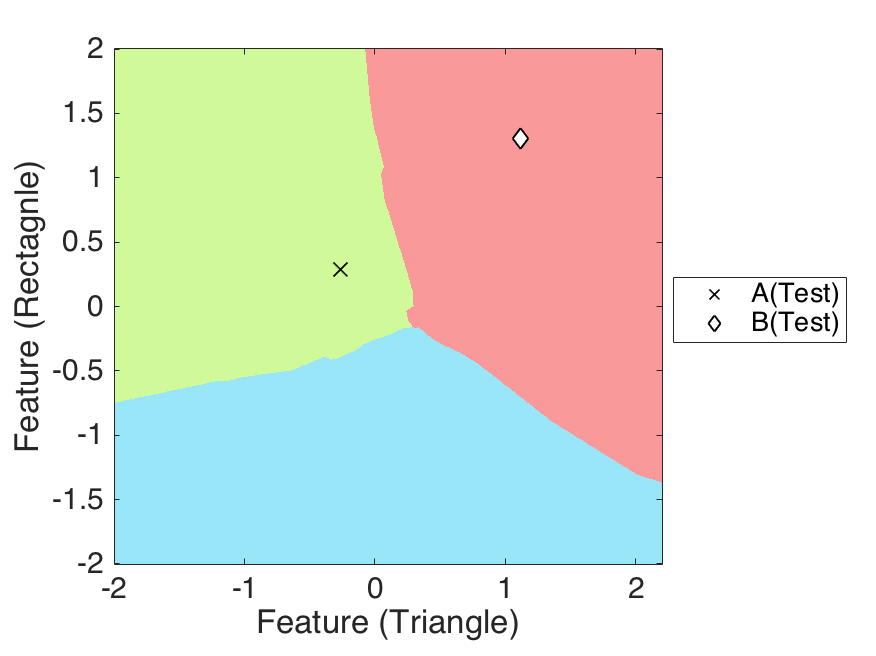 2
1.5
1
0.5
0
-0.5
-1
-1.5
-2
-2 -1 0 1 2
Feature (Rectagnle)
Feature (Triangle)
A(Test)
B(Test)